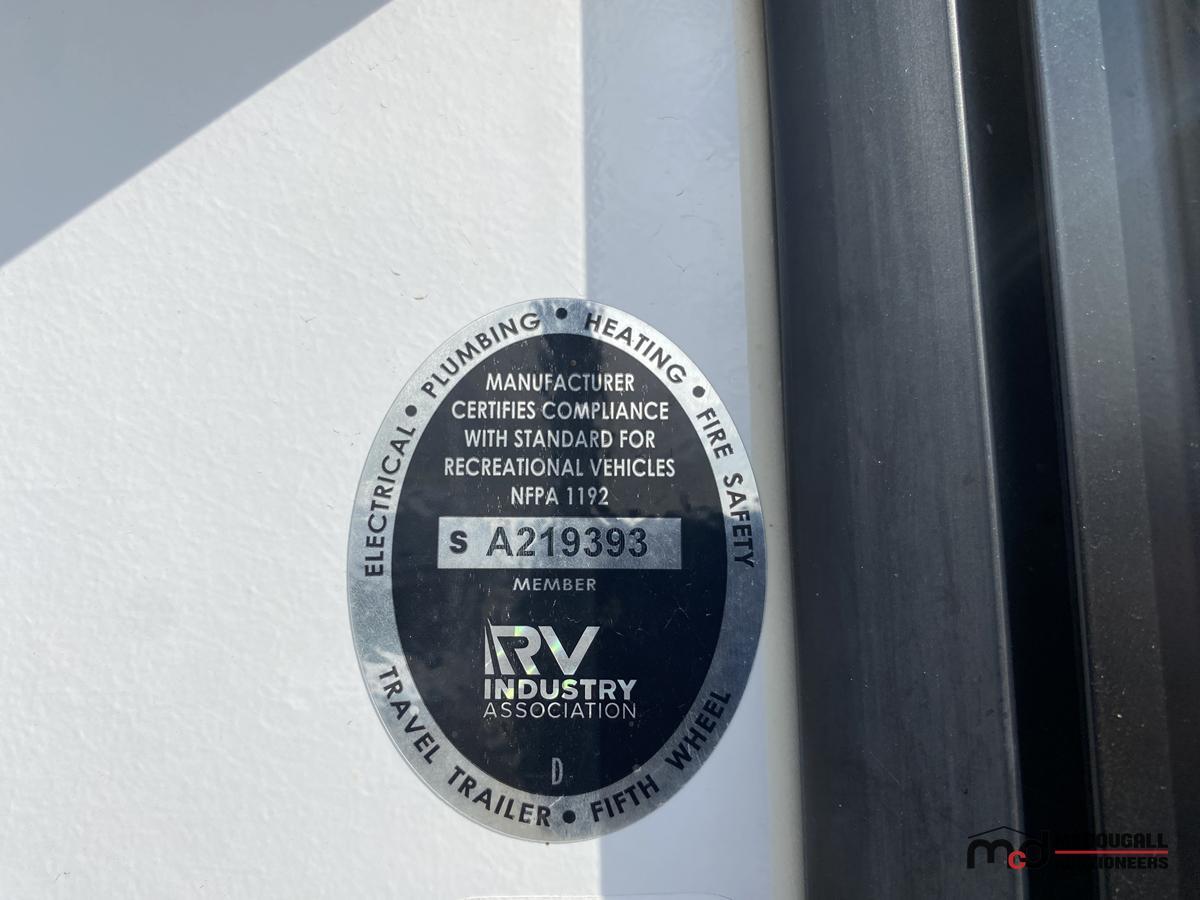 ELECTRICAL • PLUMBING • HEATING • FIRE SAFETY
MANUFACTURER
CERTIFIES COMPLIANCE
WITH STANDARD FOR
RECREATIONAL VEHICLES
NFPA 1192
S A219393
MEMBER
RV
INDUSTRY
ASSOCIATION
D
TRAVEL TRAILER • FIFTH WHEEL
mcd
MCDOUGALL
AUCTIONEERS